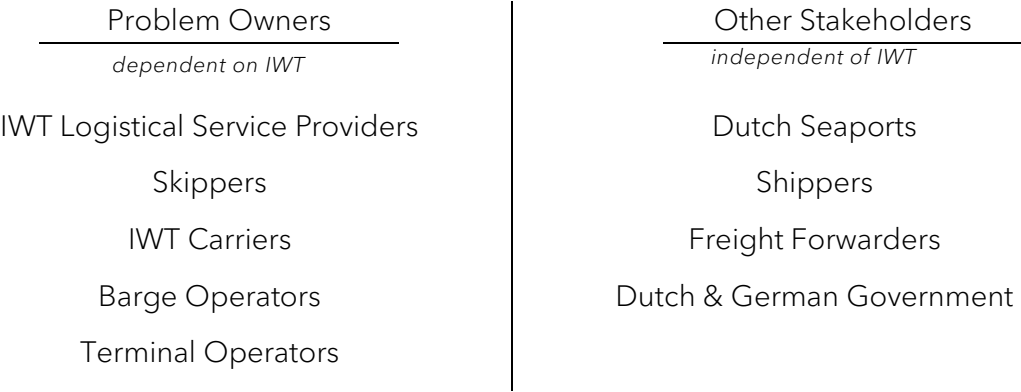 Problem Owners
dependent on IWT
IWT Logistical Service Providers
Skippers
IWT Carriers
Barge Operators
Terminal Operators
Other Stakeholders
independent of IWT
Dutch Seaports
Shippers
Freight Forwarders
Dutch & German Government